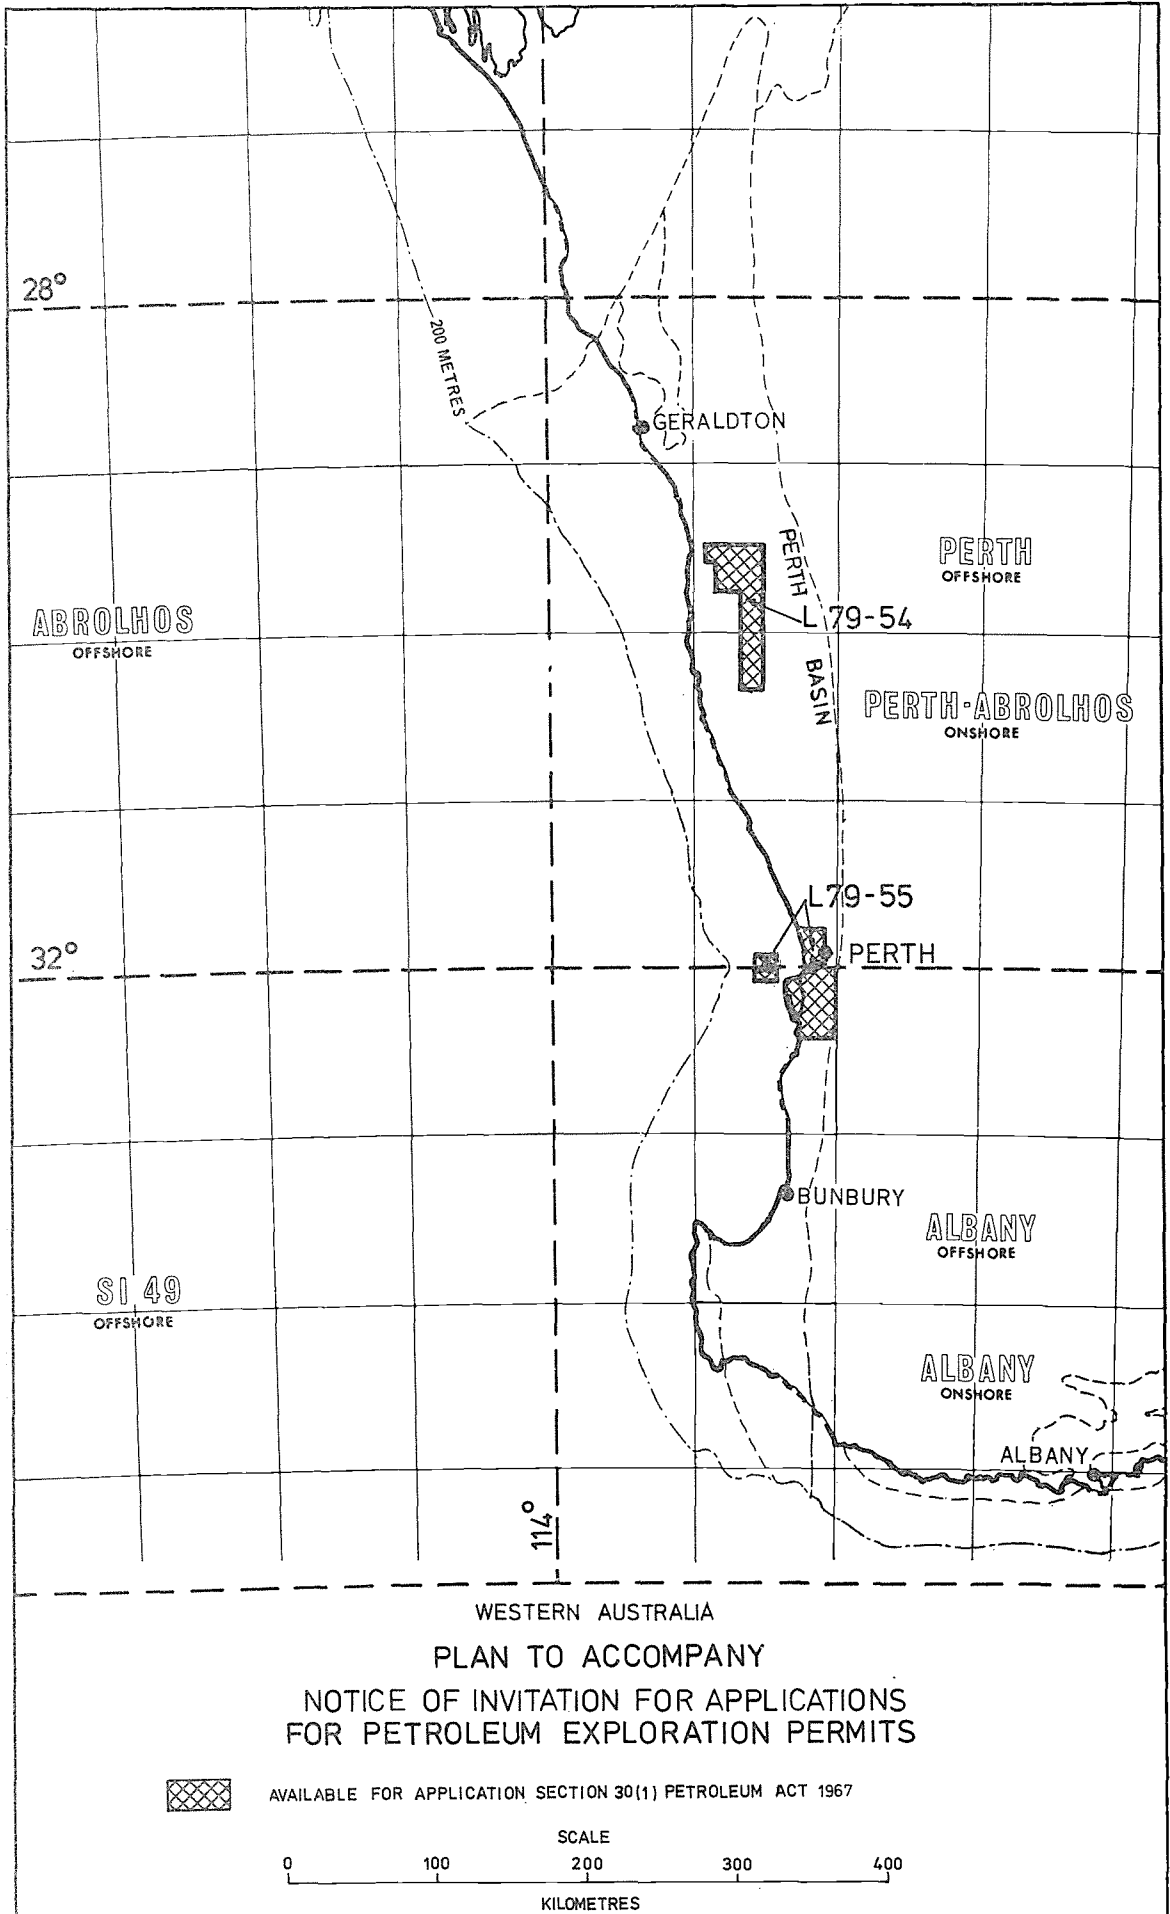 28°
200 METRES
GERALDTON
PERTH
OFFSHORE
PERTH
BASIN
L 79-54
ABROLHOS
OFFSHORE
PERTH-ABROLHOS
ONSHORE
L79-55
32°
PERTH
BUNBURY
ALBANY
OFFSHORE
SI 49
OFFSHORE
ALBANY
ONSHORE
ALBANY
114°
WESTERN AUSTRALIA
PLAN TO ACCOMPANY
NOTICE OF INVITATION FOR APPLICATIONS
FOR PETROLEUM EXPLORATION PERMITS
AVAILABLE FOR APPLICATION SECTION 30(1) PETROLEUM ACT 1967
SCALE
0 100 200 300 400
KILOMETRES